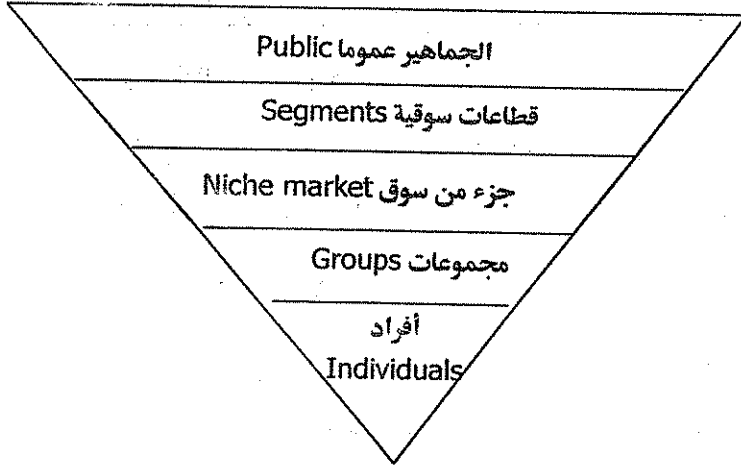 الجماهير عموما Public
قطاعات سوقية Segments
جزء من سوق Niche market
مجموعات Groups
أفراد
Individuals